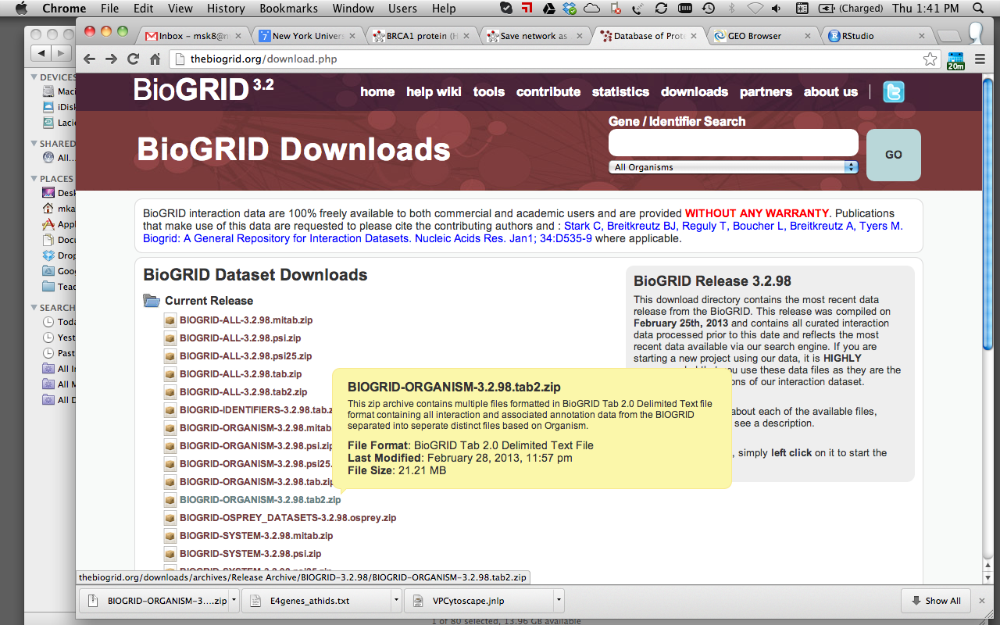 Chrome File Edit View History Bookmarks Window Users Help (Charged) Thu 1:41 PM
Inbox – msk8@n
New York Univers
BRCA1 protein (H
Save network as
Database of Prote
GEO Browser
RStudio
thebiogrid.org/download.php
20m
DEVICES
Maci
iDisk
Lacie
SHARED
All...
PLACES
Desk
mka
Appl
Docu
Drop
Goog
Teac
SEARCH
Toda
Yest
Past
All I
All M
All D
BioGRID 3.2
home help wiki tools contribute statistics downloads partners about us
BioGRID Downloads
Gene / Identifier Search
All Organisms
GO
BioGRID interaction data are 100% freely available to both commercial and academic users and are provided WITHOUT ANY WARRANTY. Publications
that make use of this data are requested to please cite the contributing authors and : Stark C, Breitkreutz BJ, Reguly T, Boucher L, Breitkreutz A, Tyers M.
Biogrid: A General Repository for Interaction Datasets. Nucleic Acids Res. Jan1; 34:D535-9 where applicable.
BioGRID Dataset Downloads
Current Release
BIOGRID-ALL-3.2.98.mitab.zip
BIOGRID-ALL-3.2.98.psi.zip
BIOGRID-ALL-3.2.98.psi25.zip
BIOGRID-ALL-3.2.98.tab.zip
BIOGRID-ALL-3.2.98.tab2.zip
BIOGRID-IDENTIFIERS-3.2.98.tab.z
BIOGRID-ORGANISM-3.2.98.mitab.
BIOGRID-ORGANISM-3.2.98.psi.zip
BIOGRID-ORGANISM-3.2.98.psi25.
BIOGRID-ORGANISM-3.2.98.tab.zip
BIOGRID-ORGANISM-3.2.98.tab2.zip
BIOGRID-OSPREY_DATASETS-3.2.98.osprey.zip
BIOGRID-SYSTEM-3.2.98.mitab.zip
BIOGRID-SYSTEM-3.2.98.psi.zip
BIOGRID-SYSTEM-3.2.98.psi25.zip
BIOGRID-ORGANISM-3.2.98.tab2.zip
This zip archive contains multiple files formatted in BioGRID Tab 2.0 Delimited Text file
format containing all interaction and associated annotation data from the BIOGRID
separated into seperate distinct files based on Organism.
File Format: BioGRID Tab 2.0 Delimited Text File
Last Modified: February 28, 2013, 11:57 pm
File Size: 21.21 MB
BioGRID Release 3.2.98
This download directory contains the most recent data
release from the BioGRID. This release was compiled on
February 25th, 2013 and contains all curated interaction
data processed prior to this date and reflects the most
recent data available via our search engine. If you are
starting a new project using our data, it is HIGHLY
you use these data files as they are the
ons of our interaction dataset.
about each of the available files,
see a description.
, simply left click on it to start the
thebiogrid.org/downloads/archives/Release Archive/BIOGRID-3.2.98/BIOGRID-ORGANISM-3.2.98.tab2.zip
BIOGRID-ORGANISM-3....zip
E4genes_athids.txt
VPCytoscape.jnlp
Show All
1 of 80 selected, 13.96 GB available